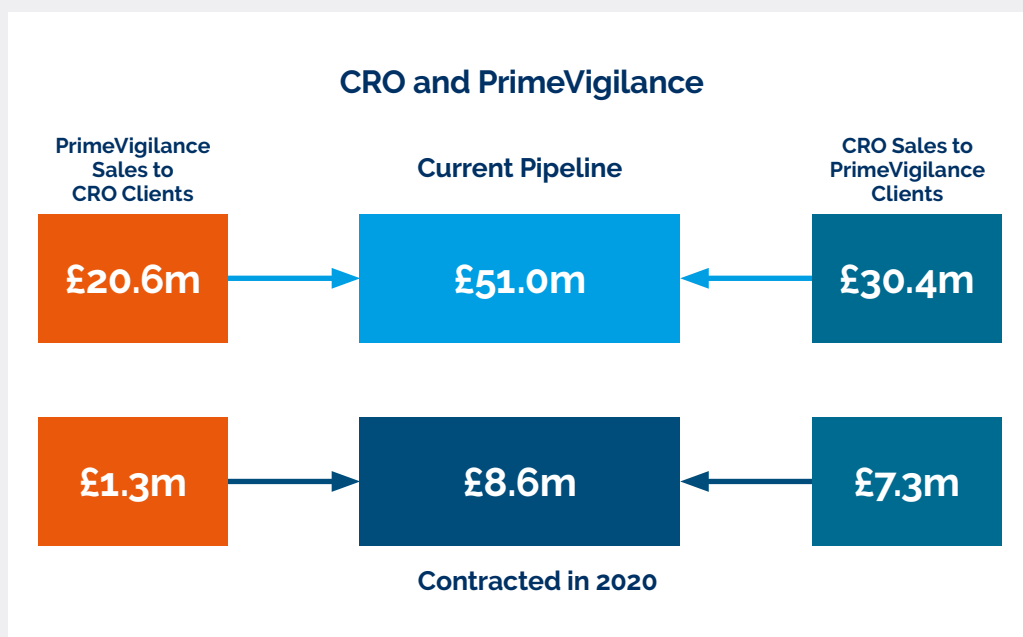 CRO and PrimeVigilance
PrimeVigilance
Sales to
CRO Clients
Current Pipeline
CRO Sales to
PrimeVigilance
Clients
£20.6m
£51.0m
£30.4m
£1.3m
£8.6m
£7.3m
Contracted in 2020